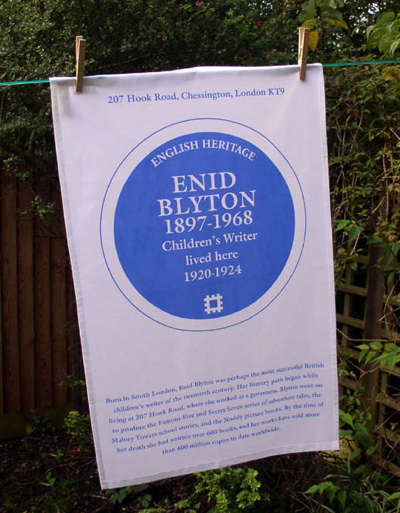 207 Hook Road, Chessington, London KT9
ENGLISH HERITAGE
ENID
BLYTON
1897-1968
Children's Writer
lived here
1920-1924
Born in South London, Enid Blyton was perhaps the most successful British
children's writer of the twentieth century. Her literary path began while
living at 207 Hook Road, where she worked as a governess. Blyton went on
to produce the Famous Five and Secret Seven series of adventure tales, the
Malory Towers school stories, and the Noddy picture books. By the time of
her death she had written over 600 books, and her works have sold more
than 400 million copies to date worldwide.